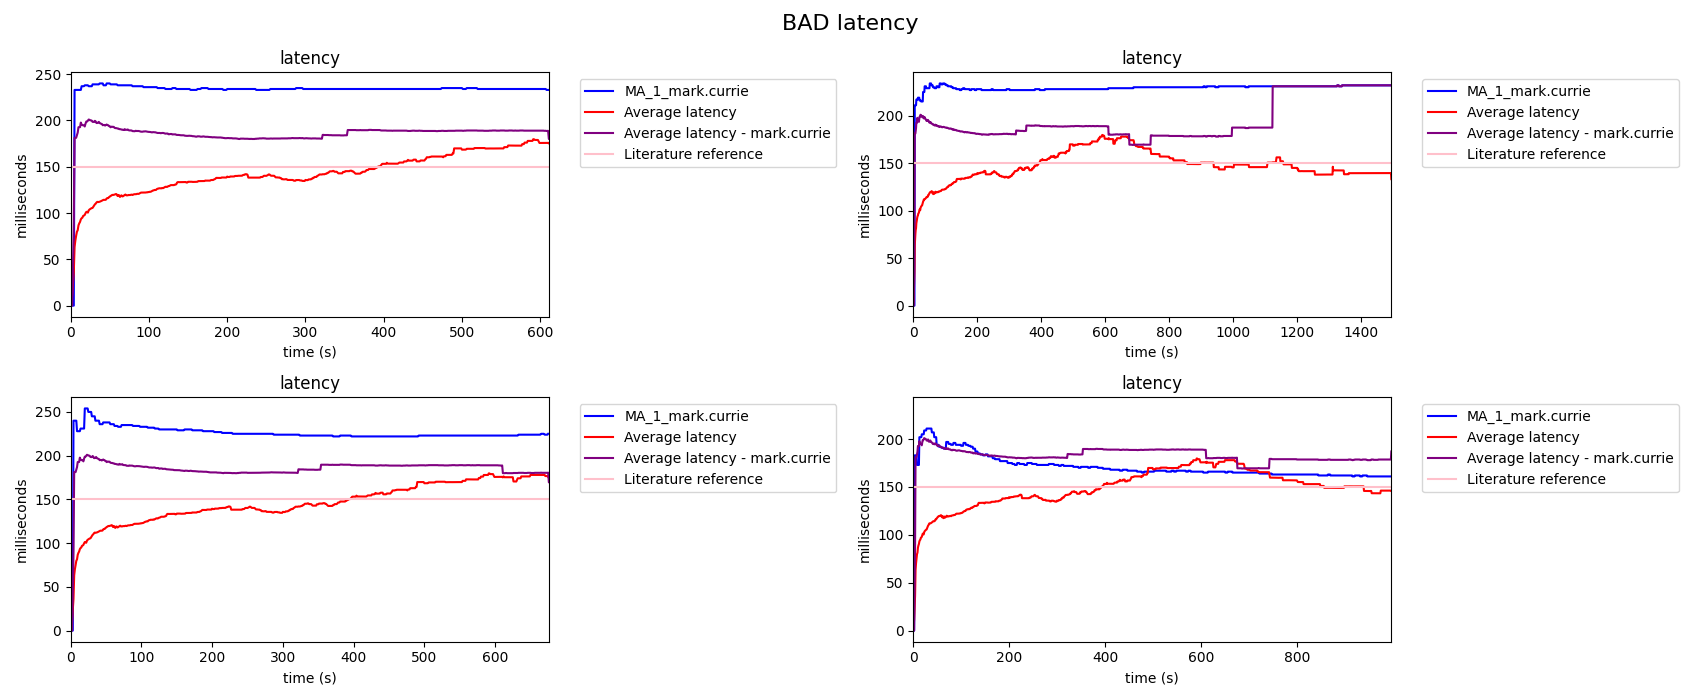 BAD latency
latency
250
200
150
100
50
0
milliseconds
0 100 200 300 400 500 600
time (s)
MA_1_mark.currie
Average latency
Average latency - mark.currie
Literature reference
latency
200
150
100
50
0
milliseconds
0 200 400 600 800 1000 1200 1400
time (s)
MA_1_mark.currie
Average latency
Average latency - mark.currie
Literature reference
latency
250
200
150
100
50
0
milliseconds
0 100 200 300 400 500 600
time (s)
MA_1_mark.currie
Average latency
Average latency - mark.currie
Literature reference
latency
200
150
100
50
0
milliseconds
0 200 400 600 800
time (s)
MA_1_mark.currie
Average latency
Average latency - mark.currie
Literature reference